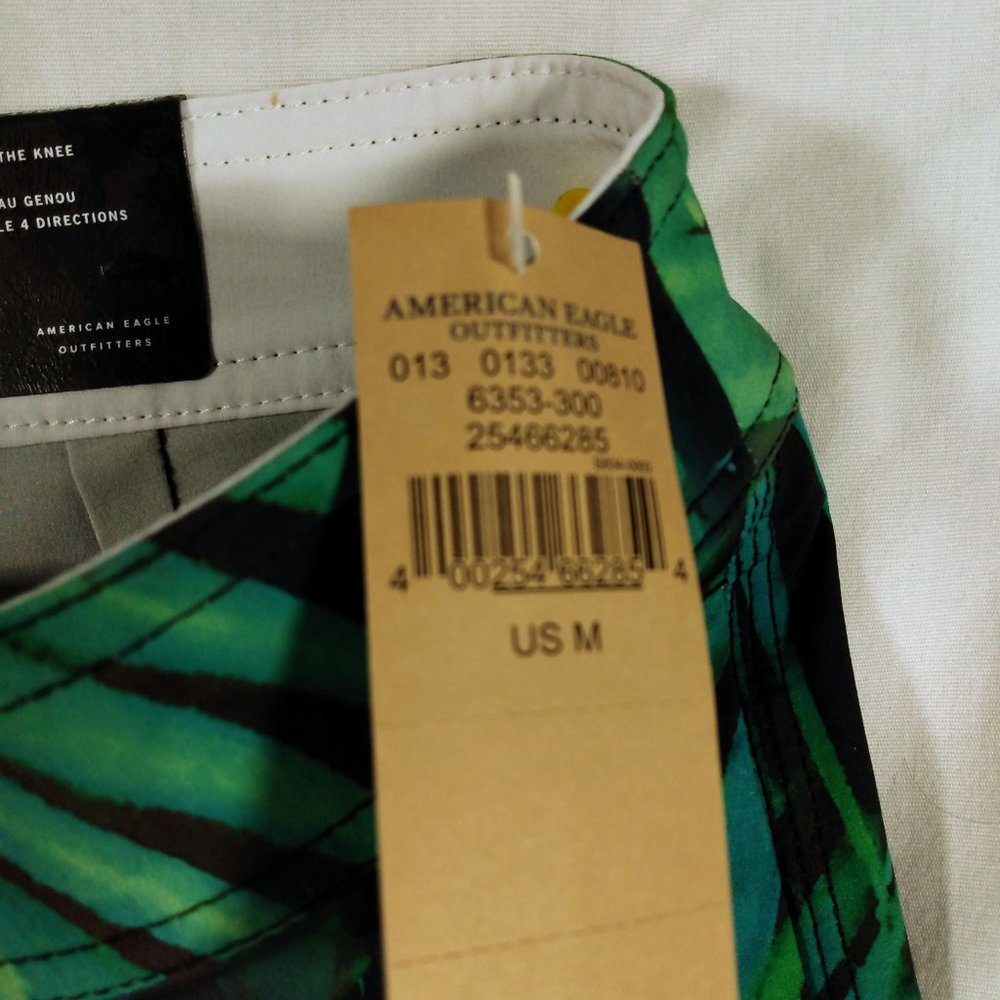 THE KNEE
AU GENOU
LE 4 DIRECTIONS
AMERICAN EAGLE
OUTFITTERS
AMERICAN EAGLE
OUTFITTERS
013 0133 00810
6353-300
25466285
4 00254 66285 4
US M